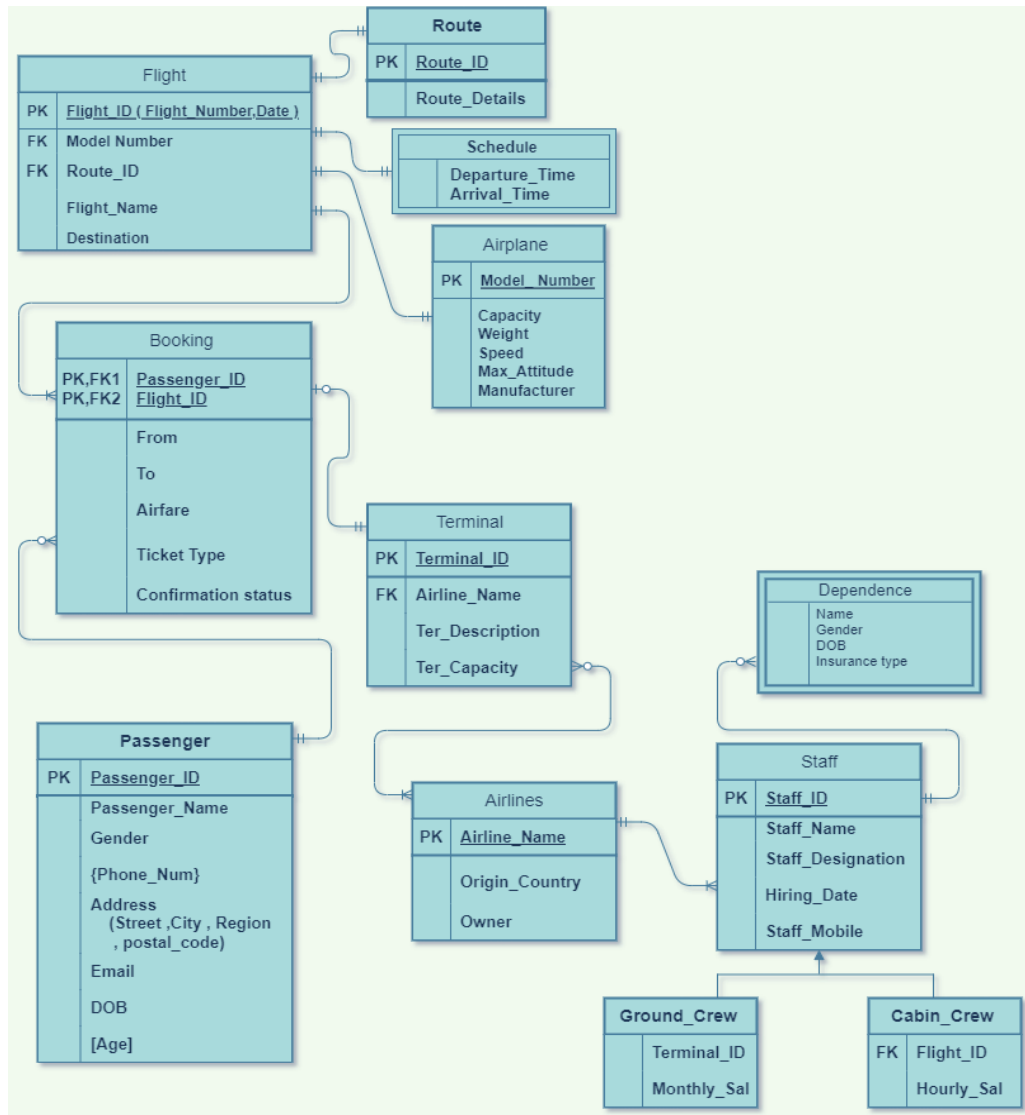 Route
PK Route_ID
Route_Details
Flight
PK Flight_ID ( Flight_Number,Date )
FK Model Number
FK Route_ID
Flight_Name
Destination
Schedule
Departure_Time
Arrival_Time
Airplane
PK Model_ Number
Capacity
Weight
Speed
Max_Attitude
Manufacturer
Booking
PK,FK1 Passenger_ID
PK,FK2 Flight_ID
From
To
Airfare
Ticket Type
Confirmation status
Terminal
PK Terminal_ID
FK Airline_Name
Ter_Description
Ter_Capacity
Dependence
Name
Gender
DOB
Insurance type
Passenger
PK Passenger_ID
Passenger_Name
Gender
{Phone_Num}
Address
(Street ,City , Region
, postal_code)
Email
DOB
[Age]
Airlines
PK Airline_Name
Origin_Country
Owner
Staff
PK Staff_ID
Staff_Name
Staff_Designation
Hiring_Date
Staff_Mobile
Ground_Crew
Terminal_ID
Monthly_Sal
Cabin_Crew
FK Flight_ID
Hourly_Sal